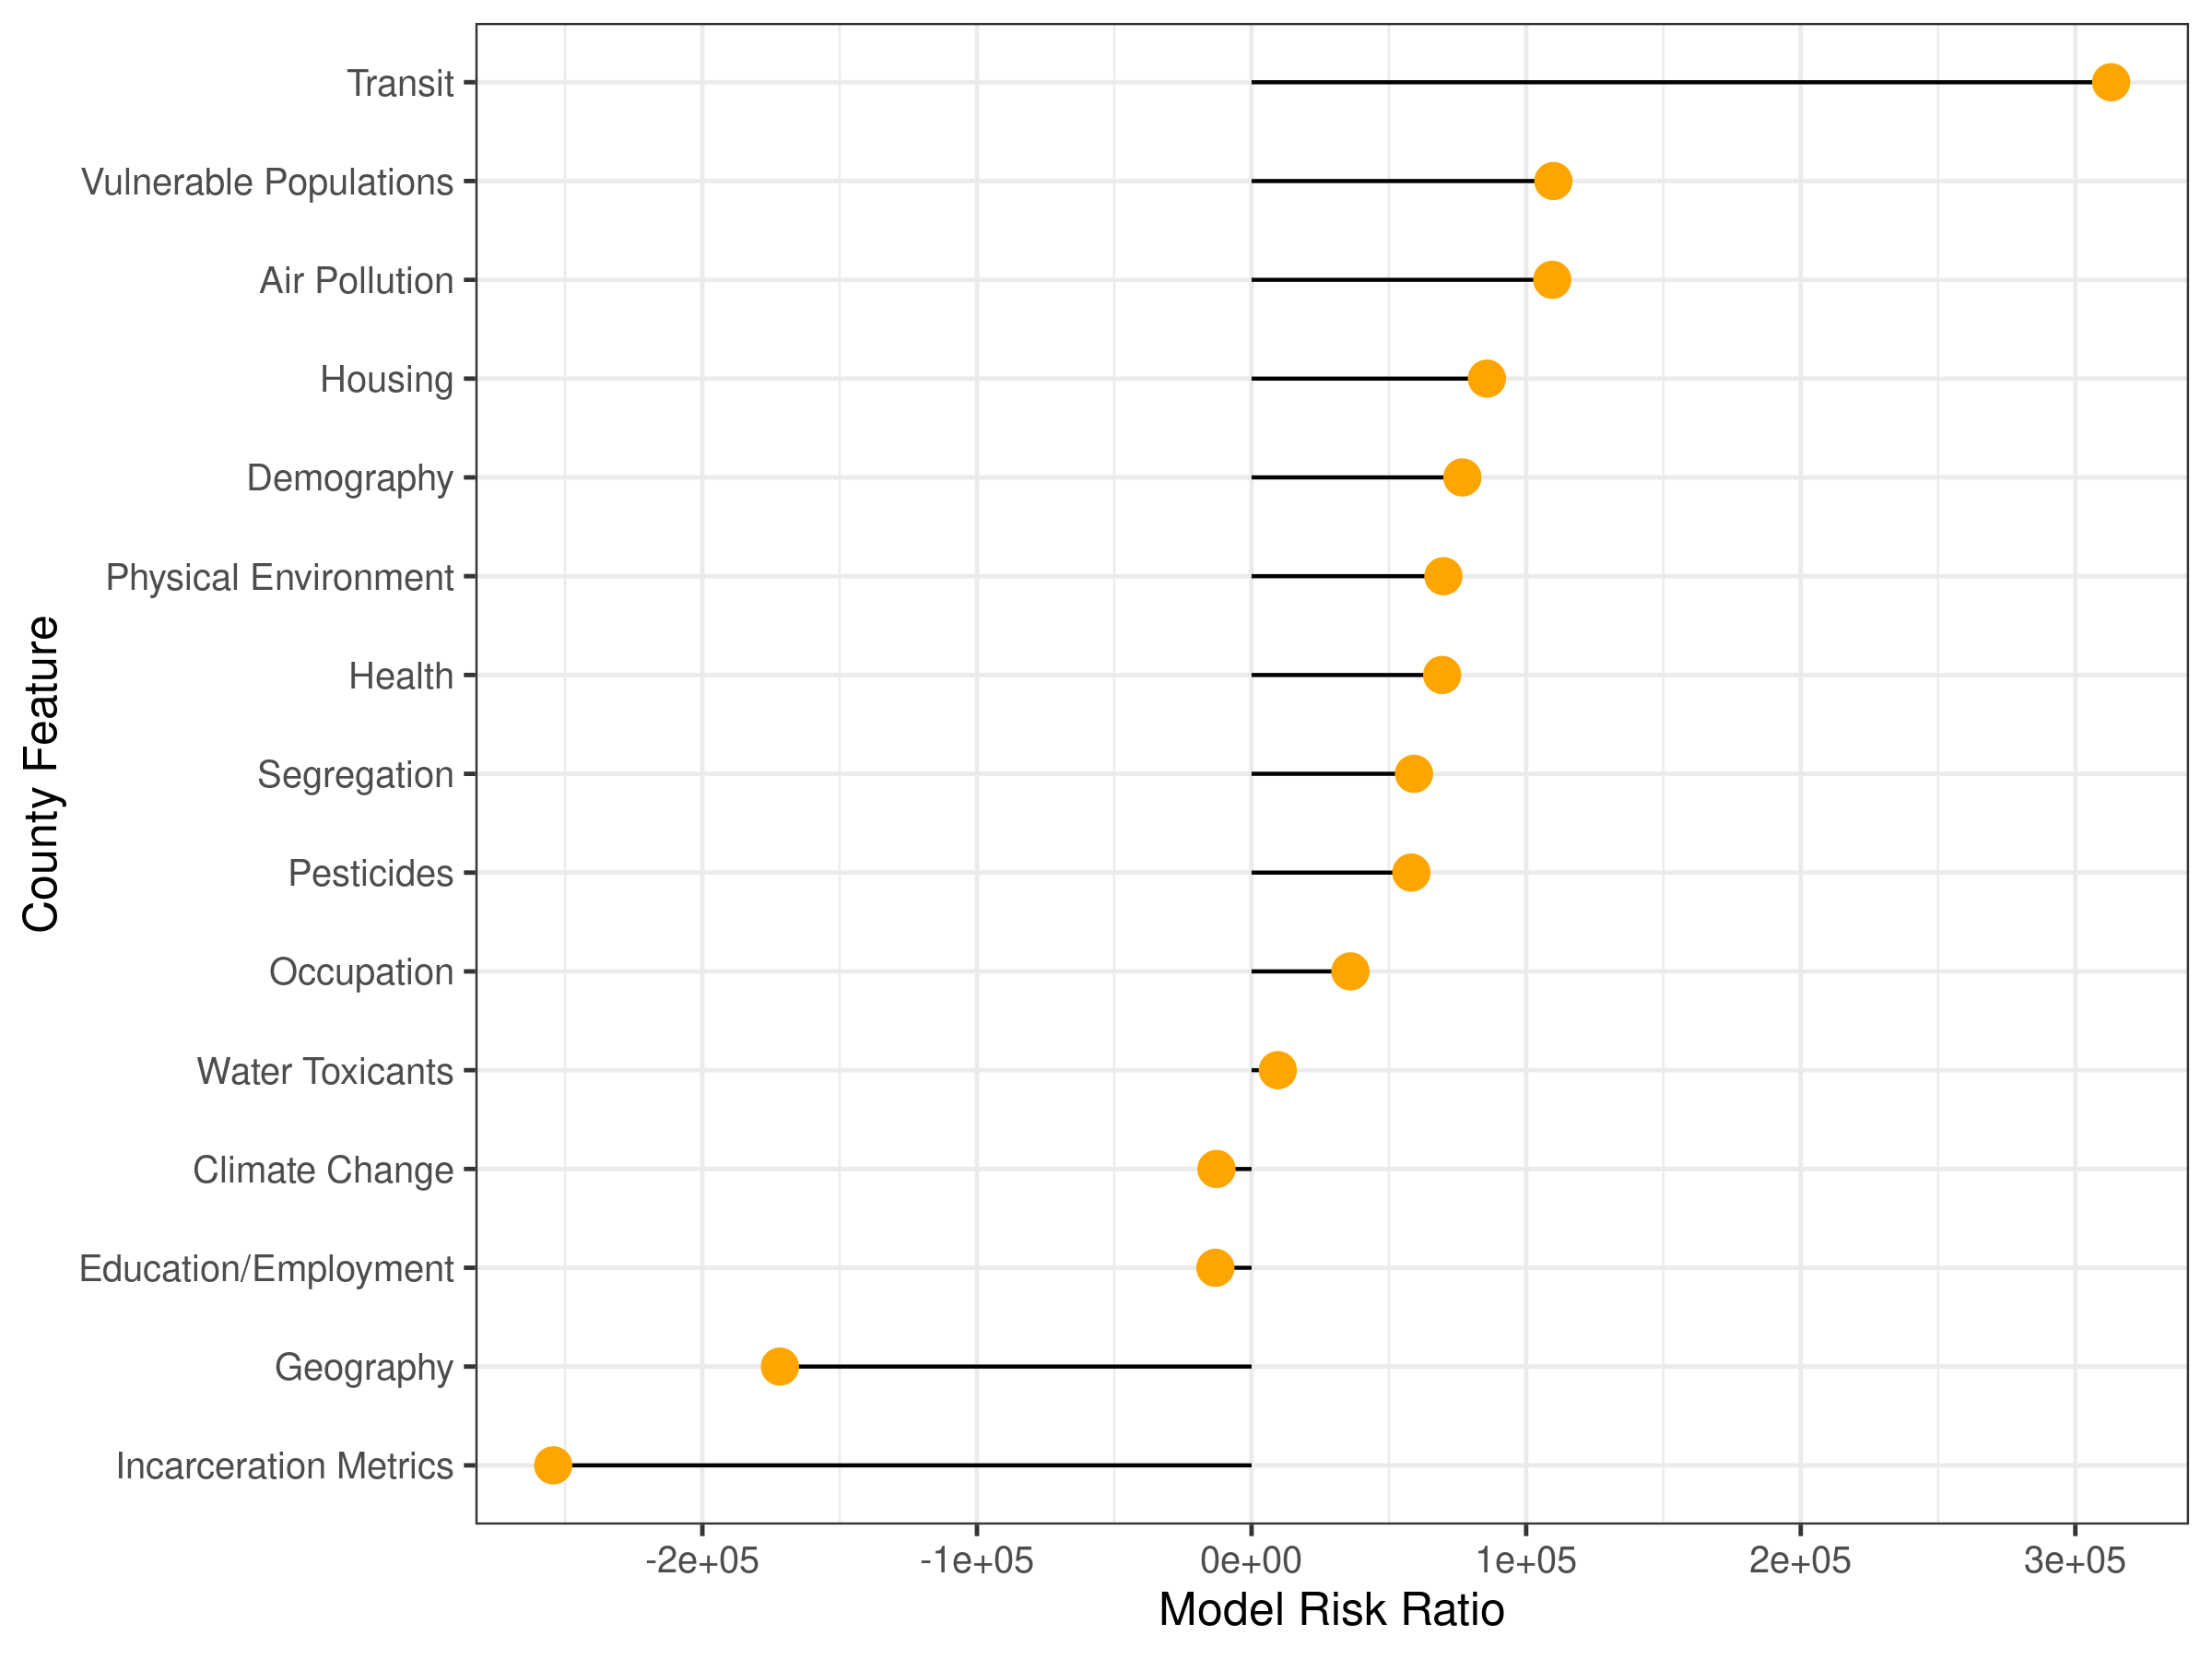 Transit
Vulnerable Populations
Air Pollution
Housing
Demography
Physical Environment
Health
Segregation
Pesticides
Occupation
Water Toxicants
Climate Change
Education/Employment
Geography
Incarceration Metrics
County Feature
-2e+05 -1e+05 0e+00 1e+05 2e+05 3e+05
Model Risk Ratio